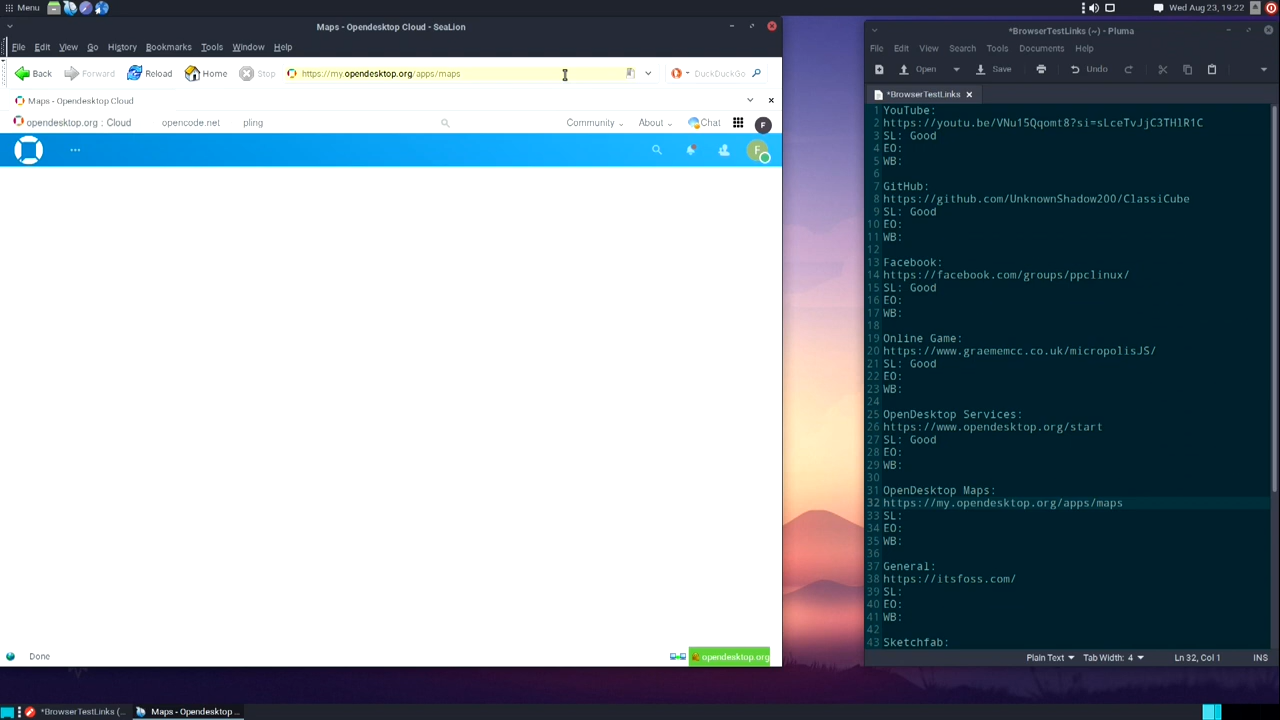 Menu
Wed Aug 23, 19:22
Maps - Opendesktop Cloud - SeaLion
File Edit View Go History Bookmarks Tools Window Help
Back Forward Reload Home Stop https://my.opendesktop.org/apps/maps DuckDuckGo
Maps - Opendesktop Cloud
opendesktop.org : Cloud opencode.net pling Community About Chat F
... F
Done opendesktop.org
*BrowserTestLinks (~) - Pluma
File Edit View Search Tools Documents Help
Open Save Undo
*BrowserTestLinks
1 YouTube:
2 https://youtu.be/VNu15Qqomt8?si=sLceTvJjC3THlR1C
3 SL: Good
4 EO:
5 WB:
6
7 GitHub:
8 https://github.com/UnknownShadow200/ClassiCube
9 SL: Good
10 EO:
11 WB:
12
13 Facebook:
14 https://facebook.com/groups/ppclinux/
15 SL: Good
16 EO:
17 WB:
18
19 Online Game:
20 https://www.graememcc.co.uk/micropolisJS/
21 SL: Good
22 EO:
23 WB:
24
25 OpenDesktop Services:
26 https://www.opendesktop.org/start
27 SL: Good
28 EO:
29 WB:
30
31 OpenDesktop Maps:
32 https://my.opendesktop.org/apps/maps
33 SL:
34 EO:
35 WB:
36
37 General:
38 https://itsfoss.com/
39 SL:
40 EO:
41 WB:
42
43 Sketchfab:
Plain Text Tab Width: 4 Ln 32, Col 1 INS
*BrowserTestLinks (... Maps - Opendesktop ...